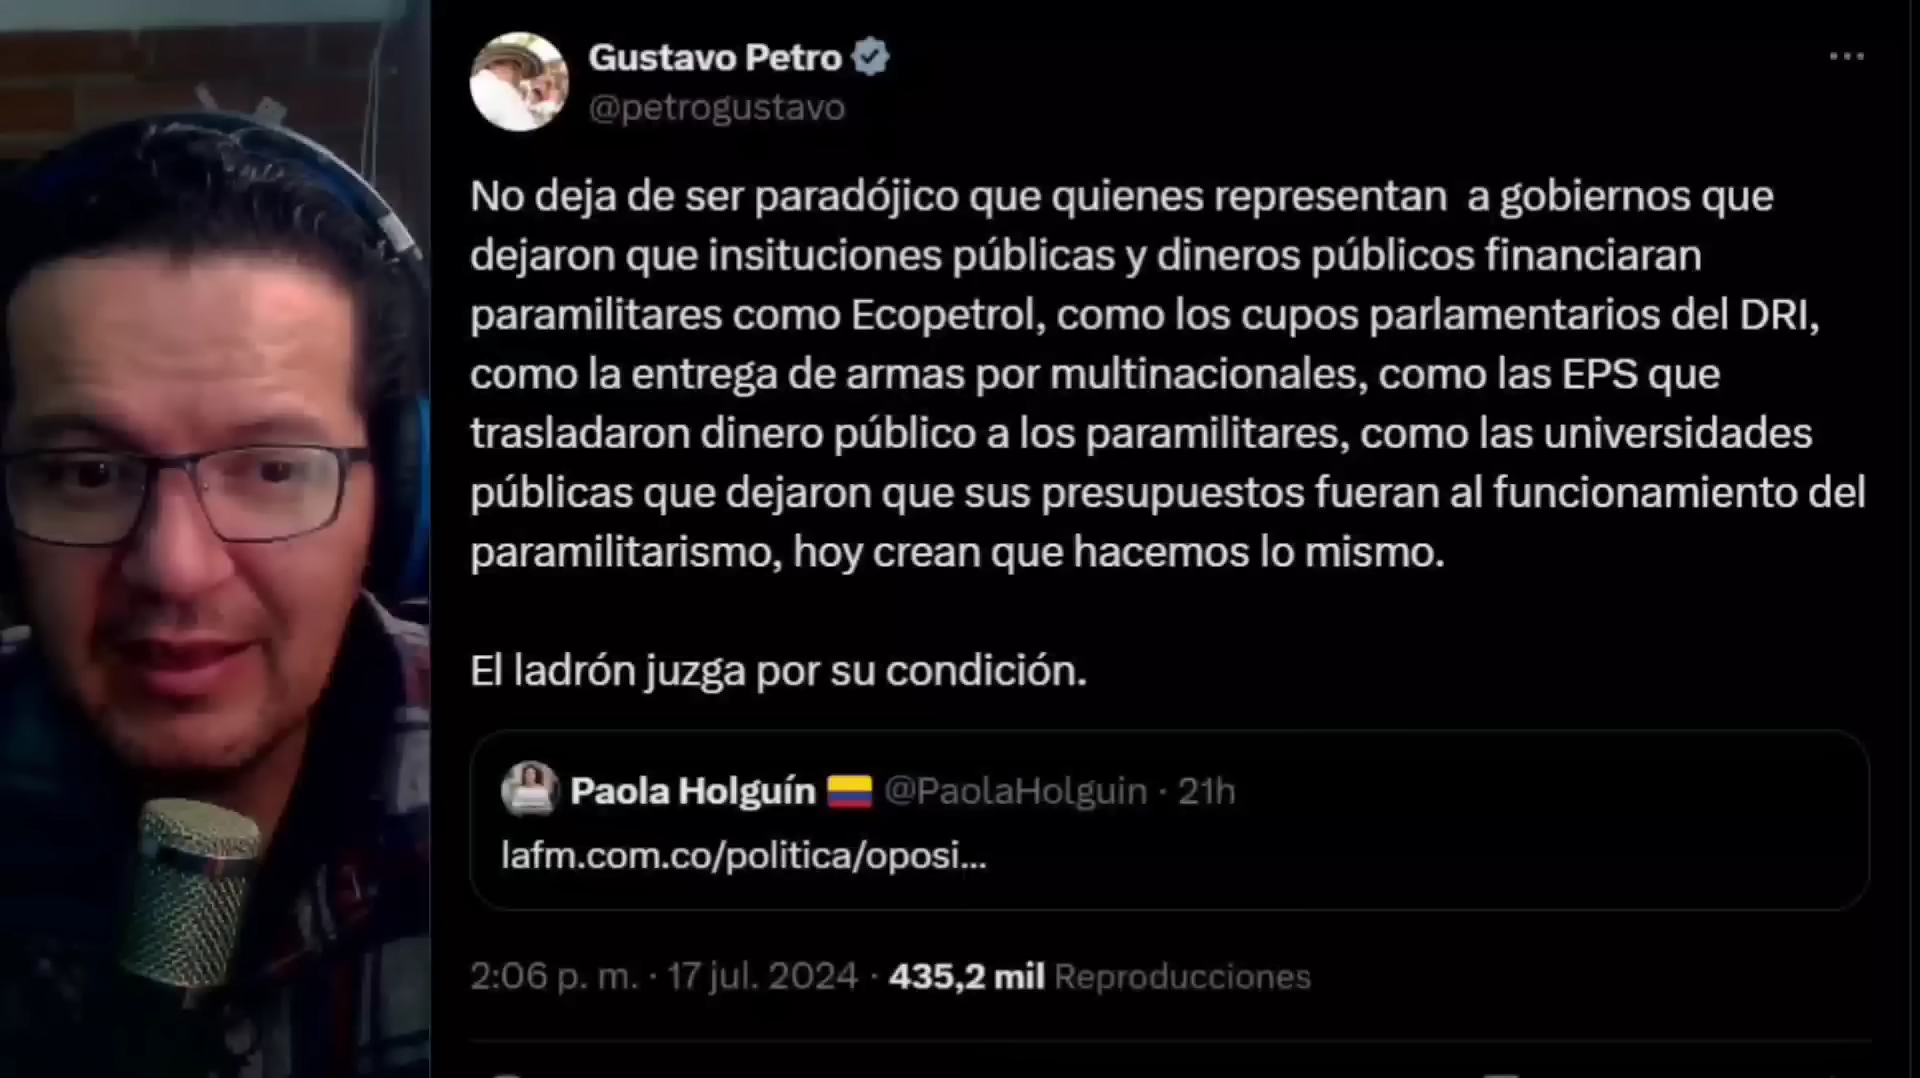 Gustavo Petro
@petrogustavo
No deja de ser paradójico que quienes representan  a gobiernos que
dejaron que insituciones públicas y dineros públicos financiaran
paramilitares como Ecopetrol, como los cupos parlamentarios del DRI,
como la entrega de armas por multinacionales, como las EPS que
trasladaron dinero público a los paramilitares, como las universidades
públicas que dejaron que sus presupuestos fueran al funcionamiento del
paramilitarismo, hoy crean que hacemos lo mismo.
El ladrón juzga por su condición.
Paola Holguín 🇨🇴 @PaolaHolguin · 21h
lafm.com.co/politica/oposi...
2:06 p. m. · 17 jul. 2024 · 435,2 mil Reproducciones